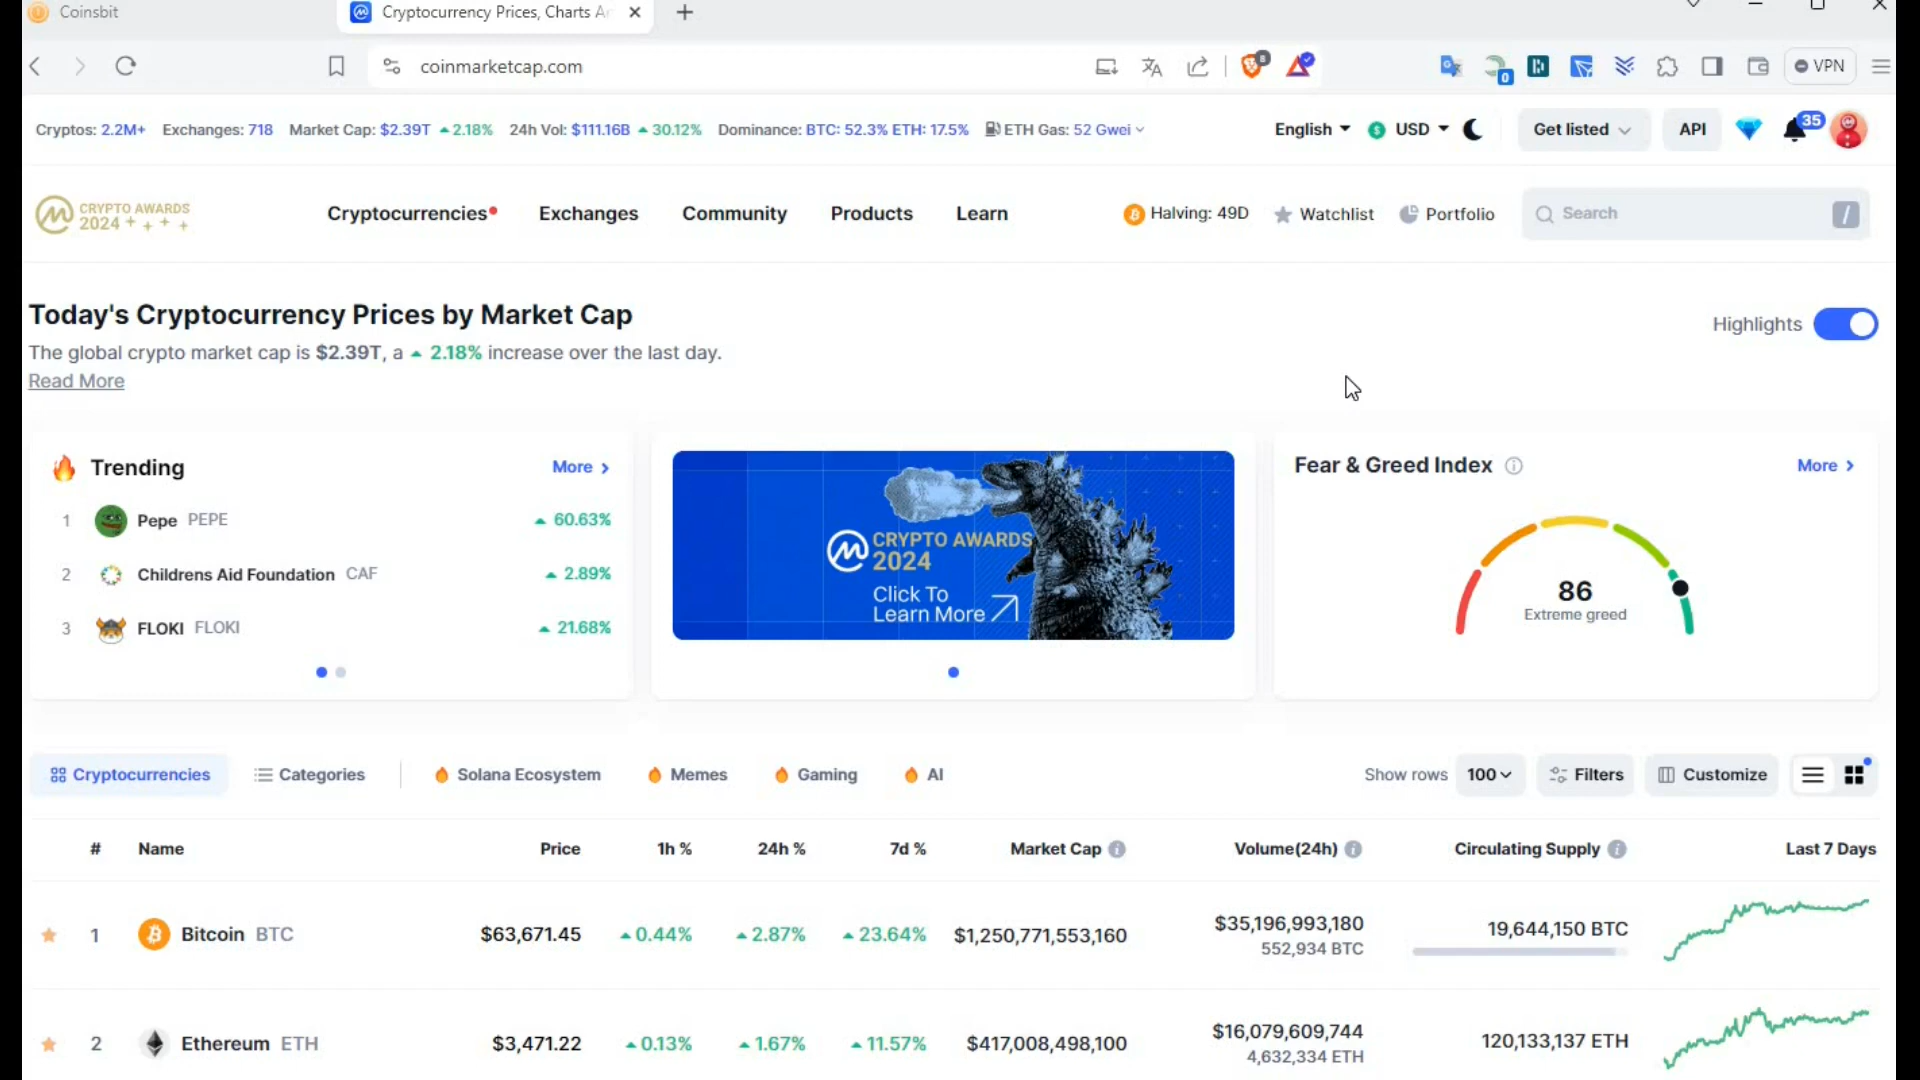 Coinsbit
Cryptocurrency Prices, Charts A
coinmarketcap.com
8
0
VPN
Cryptos: 2.2M+ Exchanges: 718 Market Cap: $2.39T 2.18% 24h Vol: $111.16B 30.12% Dominance: BTC: 52.3% ETH: 17.5% ETH Gas: 52 Gwei
English USD Get listed API 35
CRYPTO AWARDS
2024
Cryptocurrencies Exchanges Community Products Learn
Halving: 49D Watchlist Portfolio Search /
Today's Cryptocurrency Prices by Market Cap
Highlights
The global crypto market cap is $2.39T, a 2.18% increase over the last day.
Read More
Trending More
1 Pepe PEPE 60.63%
2 Childrens Aid Foundation CAF 2.89%
3 FLOKI FLOKI 21.68%
CRYPTO AWARDS
2024
Click To
Learn More
Fear & Greed Index More
86
Extreme greed
Cryptocurrencies Categories Solana Ecosystem Memes Gaming AI
Show rows 100 Filters Customize
# Name Price 1h % 24h % 7d % Market Cap Volume(24h) Circulating Supply Last 7 Days
1 Bitcoin BTC $63,671.45 0.44% 2.87% 23.64% $1,250,771,553,160 $35,196,993,180 19,644,150 BTC
552,934 BTC
2 Ethereum ETH $3,471.22 0.13% 1.67% 11.57% $417,008,498,100 $16,079,609,744 120,133,137 ETH
4,632,334 ETH